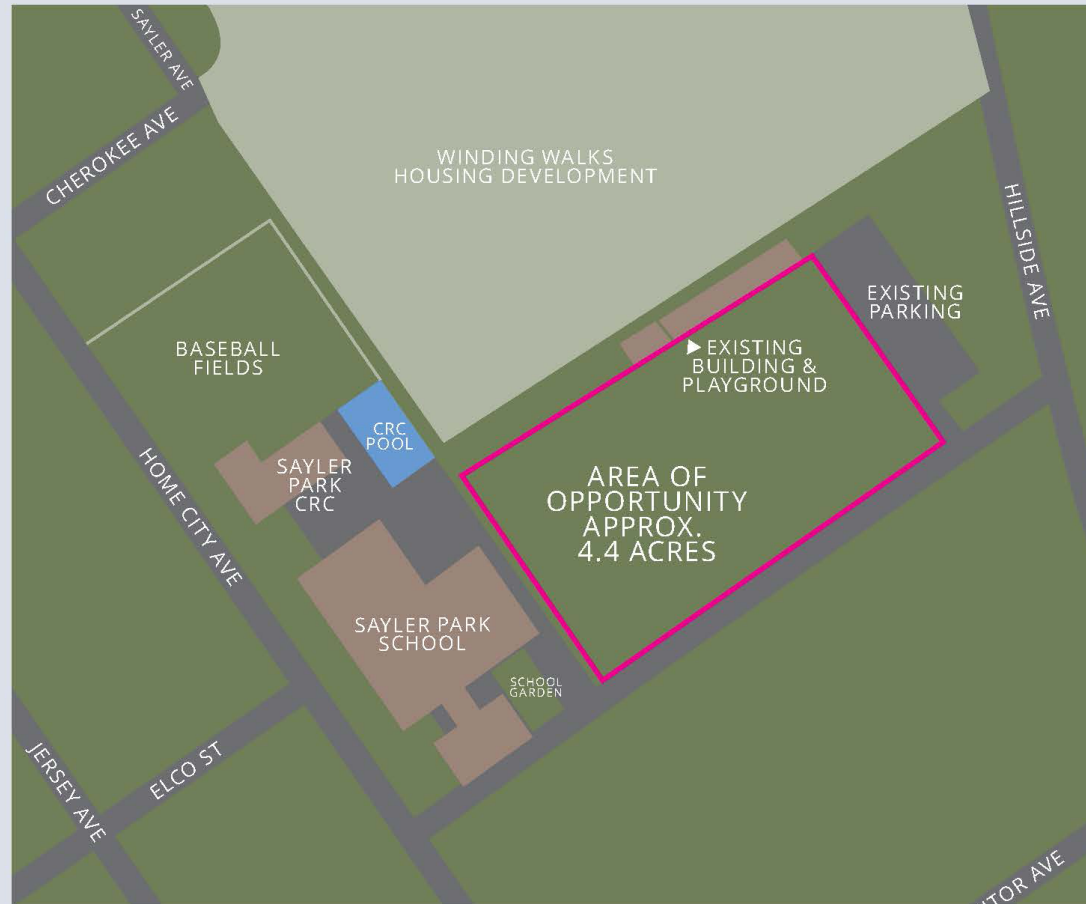 SAYLER AVE
CHEROKEE AVE
WINDING WALKS
HOUSING DEVELOPMENT
HILLSIDE AVE
EXISTING
PARKING
BASEBALL
FIELDS
EXISTING
BUILDING &
PLAYGROUND
CRC
POOL
SAYLER
PARK
CRC
AREA OF
OPPORTUNITY
APPROX.
4.4 ACRES
HOME CITY AVE
SAYLER PARK
SCHOOL
SCHOOL
GARDEN
JERSEY AVE
ELCO ST
ITOR AVE